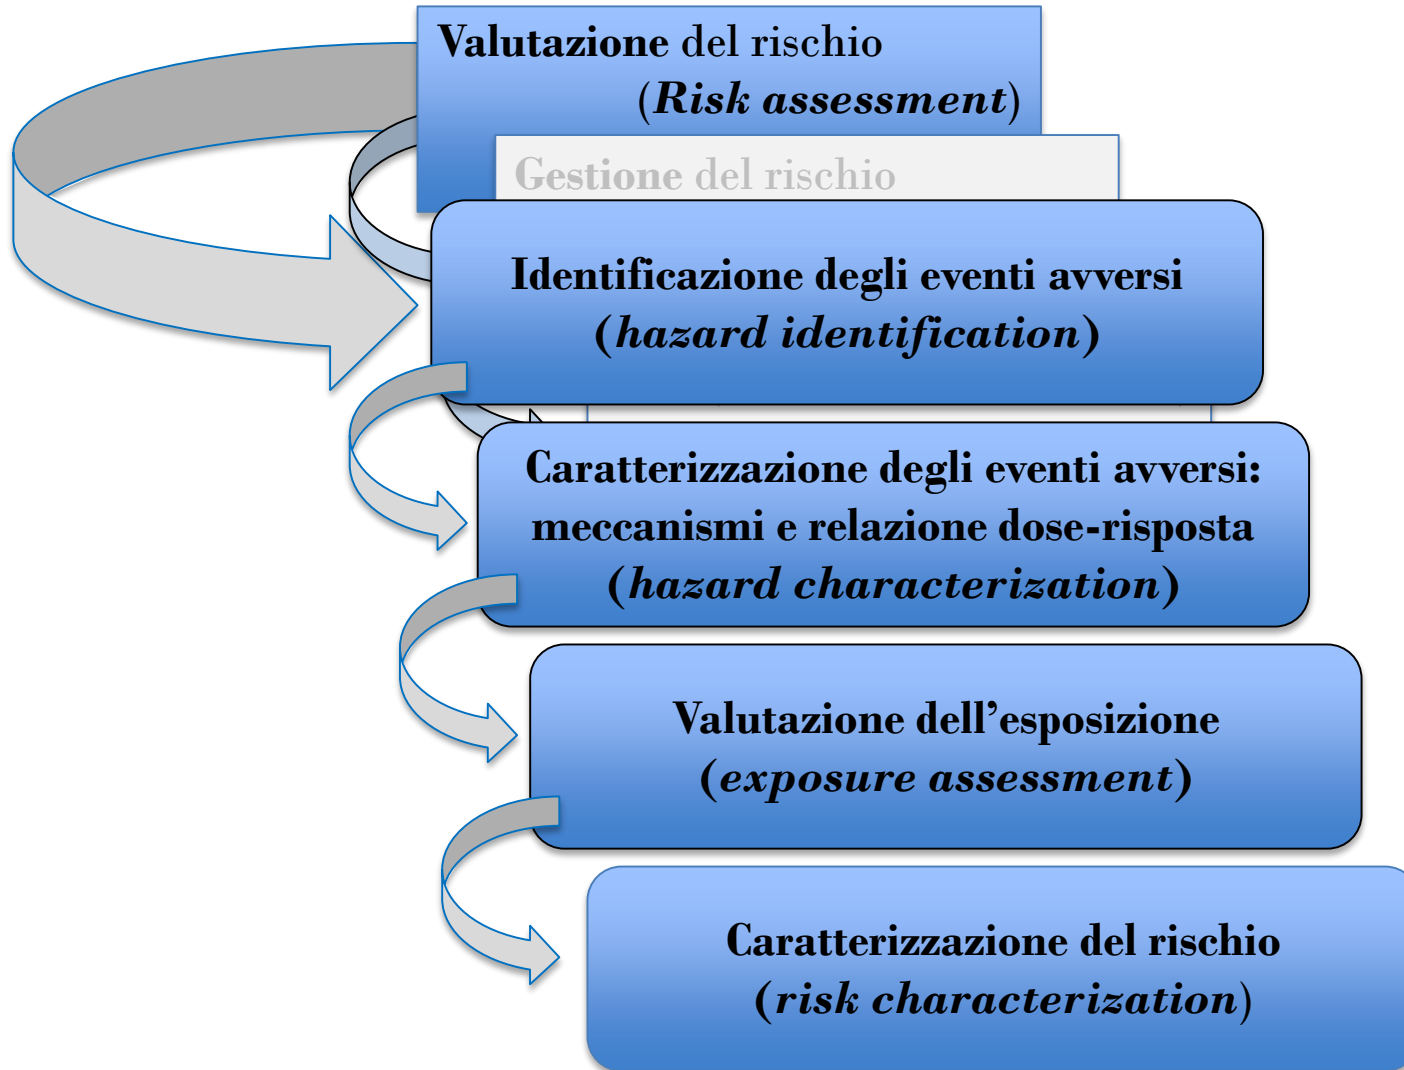 Valutazione del rischio
(Risk assessment)
Gestione del rischio
Identificazione degli eventi avversi
(hazard identification)
Caratterizzazione degli eventi avversi:
meccanismi e relazione dose-risposta
(hazard characterization)
Valutazione dell’esposizione
(exposure assessment)
Caratterizzazione del rischio
(risk characterization)